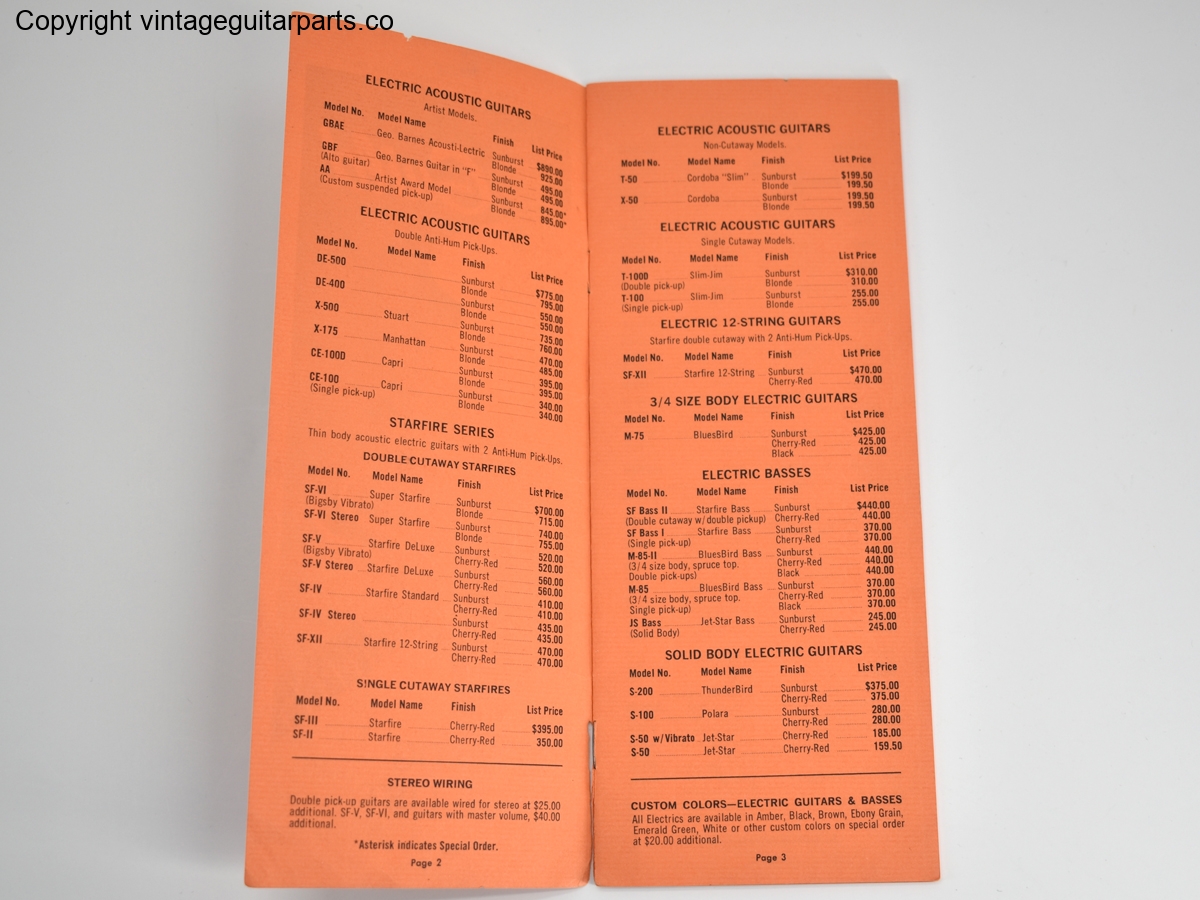 Copyright vintageguitarparts.co
ELECTRIC ACOUSTIC GUITARS
Artist Models.
Model No. Model Name Finish List Price
GBAE Geo. Barnes Acousti-Lectric Sunburst $890.00
Blonde 925.00
GBF Geo. Barnes Guitar in "F" Sunburst 495.00
(Alto guitar) Blonde 495.00
AA Artist Award Model Sunburst 845.00*
(Custom suspended pick-up) Blonde 895.00*
ELECTRIC ACOUSTIC GUITARS
Double Anti-Hum Pick-Ups.
Model No. Model Name Finish List Price
DE-500 Sunburst $775.00
Blonde 795.00
DE-400 Sunburst 550.00
Blonde 550.00
X-500 Stuart Sunburst 735.00
Blonde 760.00
X-175 Manhattan Sunburst 470.00
Blonde 485.00
CE-100D Capri Sunburst 395.00
Blonde 395.00
CE-100 Capri Sunburst 340.00
(Single pick-up) Blonde 340.00
STARFIRE SERIES
Thin body acoustic electric guitars with 2 Anti-Hum Pick-Ups.
DOUBLE CUTAWAY STARFIRES
Model No. Model Name Finish List Price
SF-VI Super Starfire Sunburst $700.00
(Bigsby Vibrato) Blonde 715.00
SF-VI Stereo Super Starfire Sunburst 740.00
Blonde 755.00
SF-V Starfire DeLuxe Sunburst 520.00
(Bigsby Vibrato) Cherry-Red 520.00
SF-V Stereo Starfire DeLuxe Sunburst 560.00
Cherry-Red 560.00
SF-IV Starfire Standard Sunburst 410.00
Cherry-Red 410.00
SF-IV Stereo Sunburst 435.00
Cherry-Red 435.00
SF-XII Starfire 12-String Sunburst 470.00
Cherry-Red 470.00
SINGLE CUTAWAY STARFIRES
Model No. Model Name Finish List Price
SF-III Starfire Cherry-Red $395.00
SF-II Starfire Cherry-Red 350.00
STEREO WIRING
Double pick-up guitars are available wired for stereo at $25.00
additional. SF-V, SF-VI, and guitars with master volume, $40.00
additional.
*Asterisk indicates Special Order.
Page 2
ELECTRIC ACOUSTIC GUITARS
Non-Cutaway Models.
Model No. Model Name Finish List Price
T-50 Cordoba "Slim" Sunburst $199.50
Blonde 199.50
X-50 Cordoba Sunburst 199.50
Blonde 199.50
ELECTRIC ACOUSTIC GUITARS
Single Cutaway Models.
Model No. Model Name Finish List Price
T-100D Slim-Jim Sunburst $310.00
(Double pick-up) Blonde 310.00
T-100 Slim-Jim Sunburst 255.00
(Single pick-up) Blonde 255.00
ELECTRIC 12-STRING GUITARS
Starfire double cutaway with 2 Anti-Hum Pick-Ups.
Model No. Model Name Finish List Price
SF-XII Starfire 12-String Sunburst $470.00
Cherry-Red 470.00
3/4 SIZE BODY ELECTRIC GUITARS
Model No. Model Name Finish List Price
M-75 BluesBird Sunburst $425.00
Cherry-Red 425.00
Black 425.00
ELECTRIC BASSES
Model No. Model Name Finish List Price
SF Bass II Starfire Bass Sunburst $440.00
(Double cutaway w/double pickup) Cherry-Red 440.00
SF Bass I Starfire Bass Sunburst 370.00
(Single pick-up) Cherry-Red 370.00
M-85-II BluesBird Bass Sunburst 440.00
(3/4 size body, spruce top. Cherry-Red 440.00
Double pick-ups) Black 440.00
M-85 BluesBird Bass Sunburst 370.00
(3/4 size body, spruce top. Cherry-Red 370.00
Single pick-up) Black 370.00
JS Bass Jet-Star Bass Sunburst 245.00
(Solid Body) Cherry-Red 245.00
SOLID BODY ELECTRIC GUITARS
Model No. Model Name Finish List Price
S-200 ThunderBird Sunburst $375.00
Cherry-Red 375.00
S-100 Polara Sunburst 280.00
Cherry-Red 280.00
S-50 w/Vibrato Jet-Star Cherry-Red 185.00
S-50 Jet-Star Cherry-Red 159.50
CUSTOM COLORS—ELECTRIC GUITARS & BASSES
All Electrics are available in Amber, Black, Brown, Ebony Grain,
Emerald Green, White or other custom colors on special order
at $20.00 additional.
Page 3